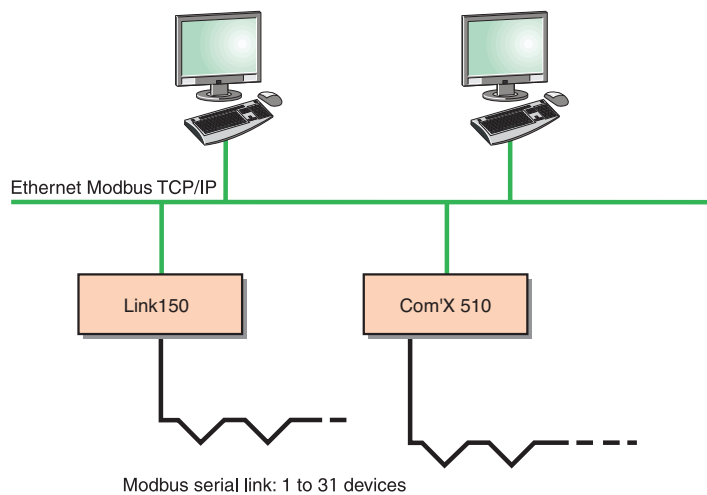 Ethernet Modbus TCP/IP
Link150
Com'X 510
Modbus serial link: 1 to 31 devices